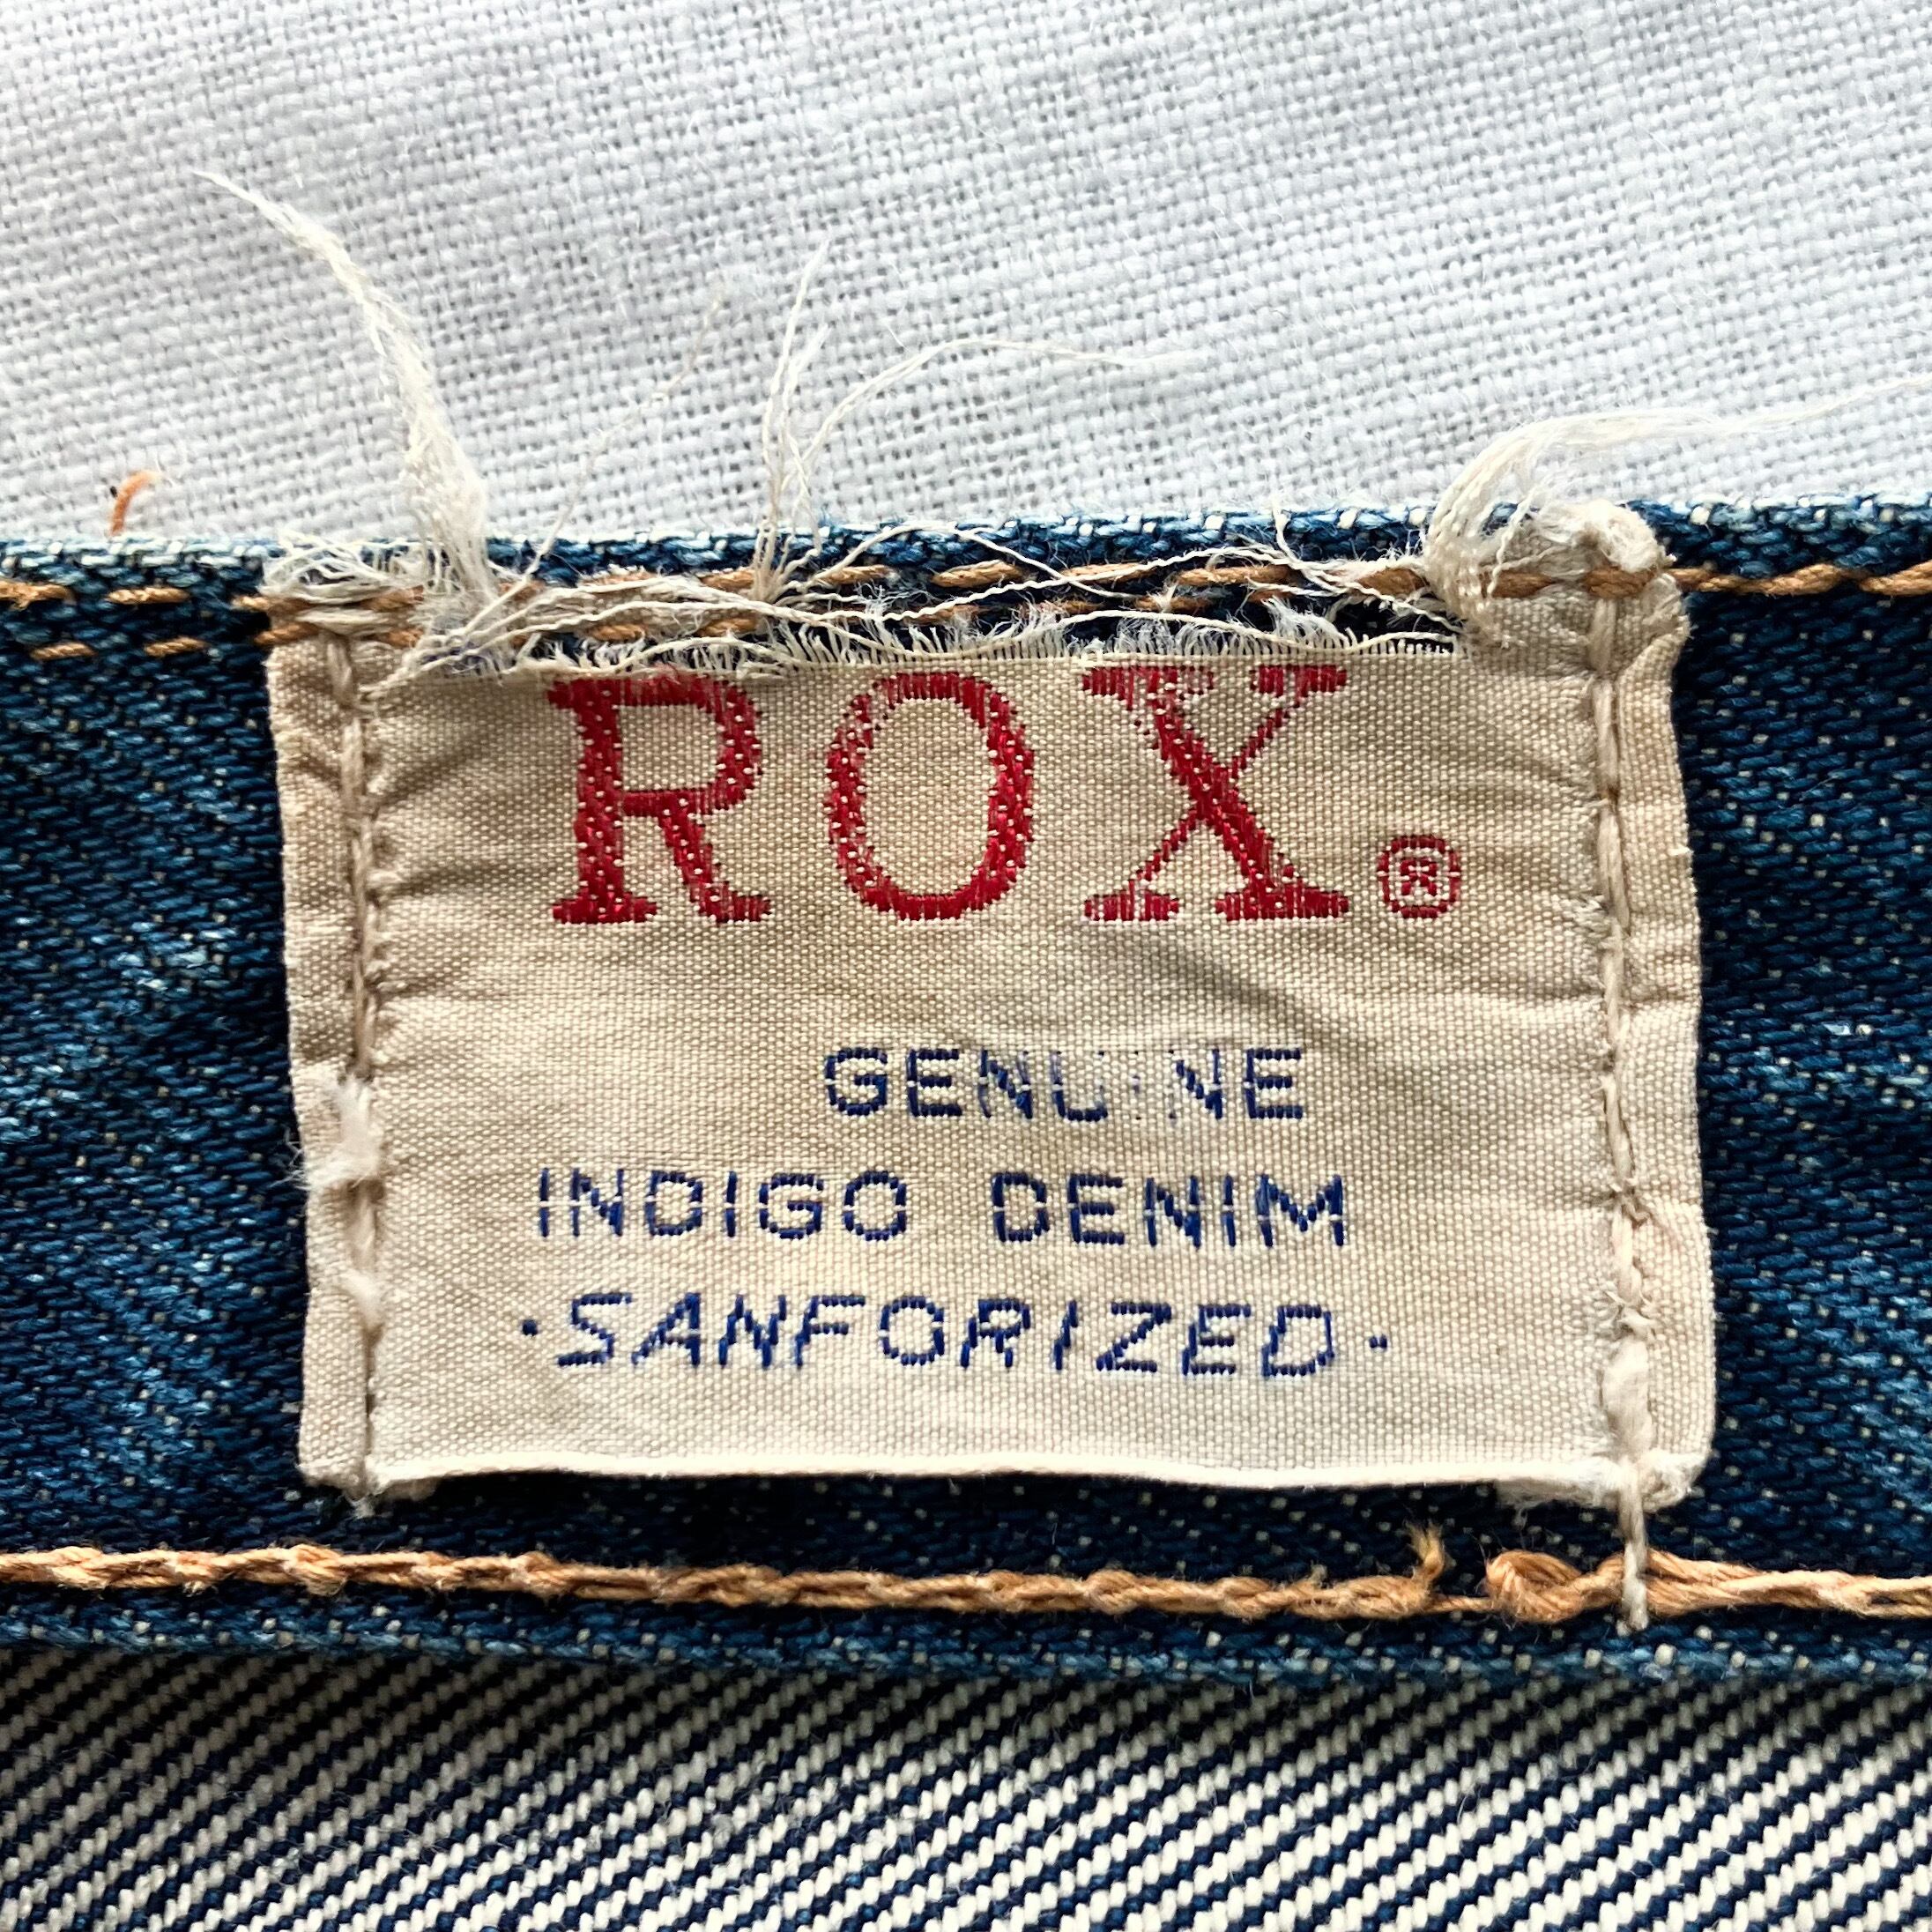 ROX.®
GENUINE
INDIGO DENIM
·SANFORIZED·